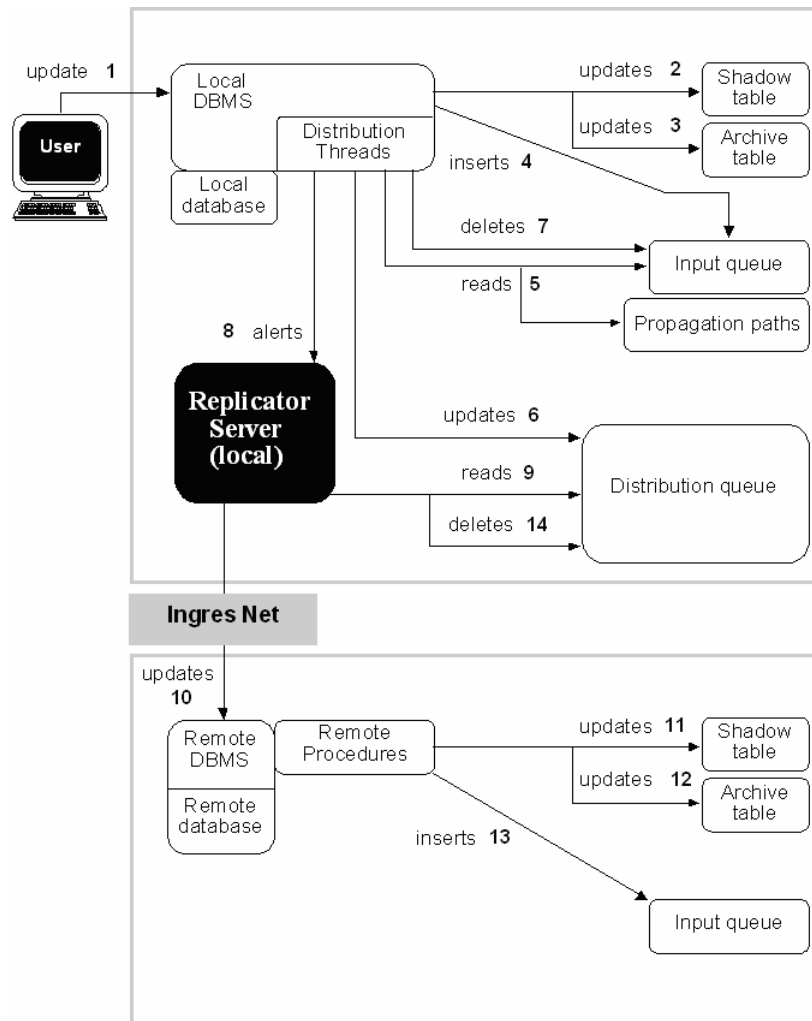 update 1
User
Local
DBMS
Distribution
Threads
Local
database
updates 2
Shadow
table
updates 3
Archive
table
inserts 4
deletes 7
Input queue
reads 5
Propagation paths
8 alerts
Replicator
Server
(local)
updates 6
reads 9
Distribution queue
deletes 14
Ingres Net
updates
10
Remote
DBMS
Remote
database
Remote
Procedures
updates 11
Shadow
table
updates 12
Archive
table
inserts 13
Input queue